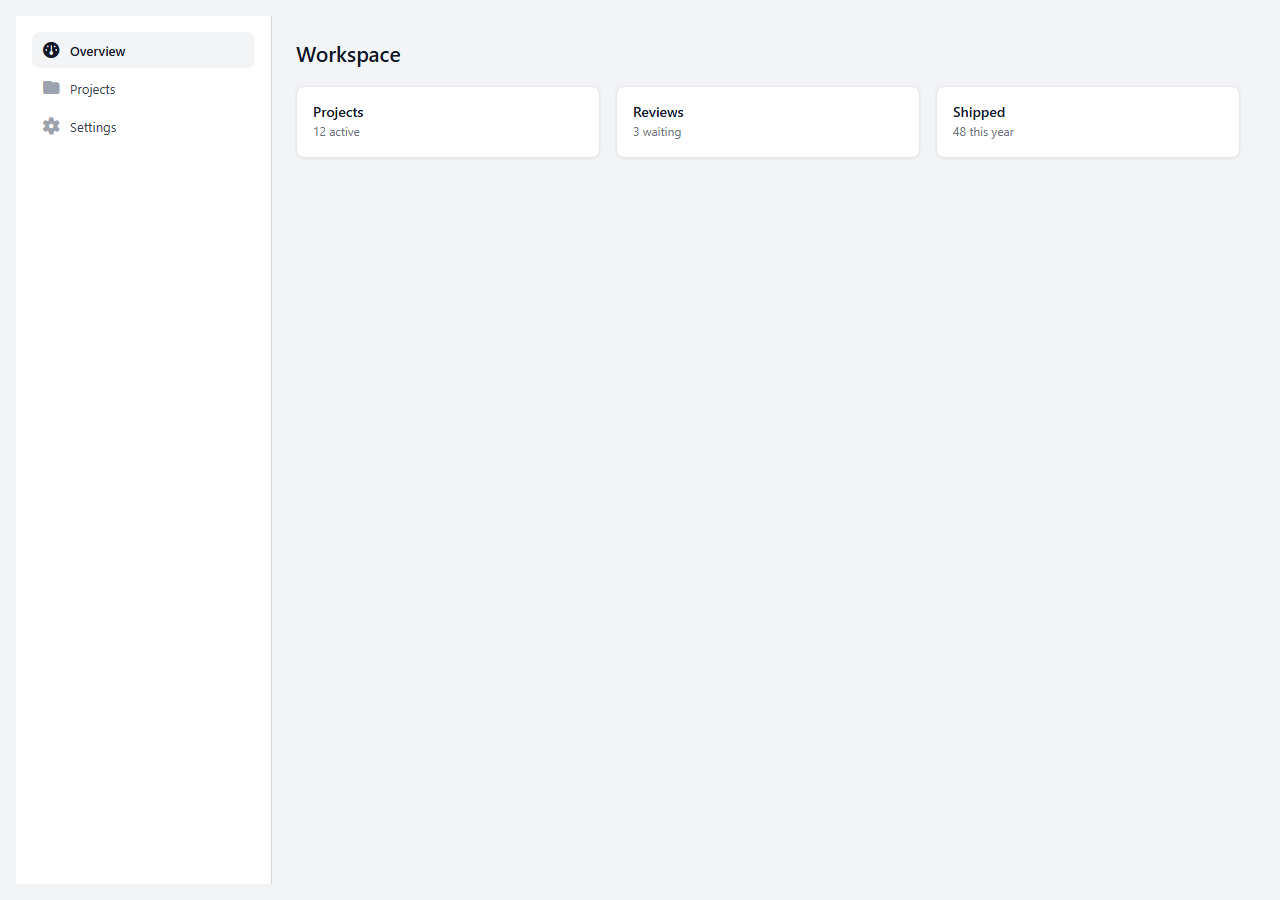 Overview
Projects
Settings
Workspace
Projects
12 active
Reviews
3 waiting
Shipped
48 this year